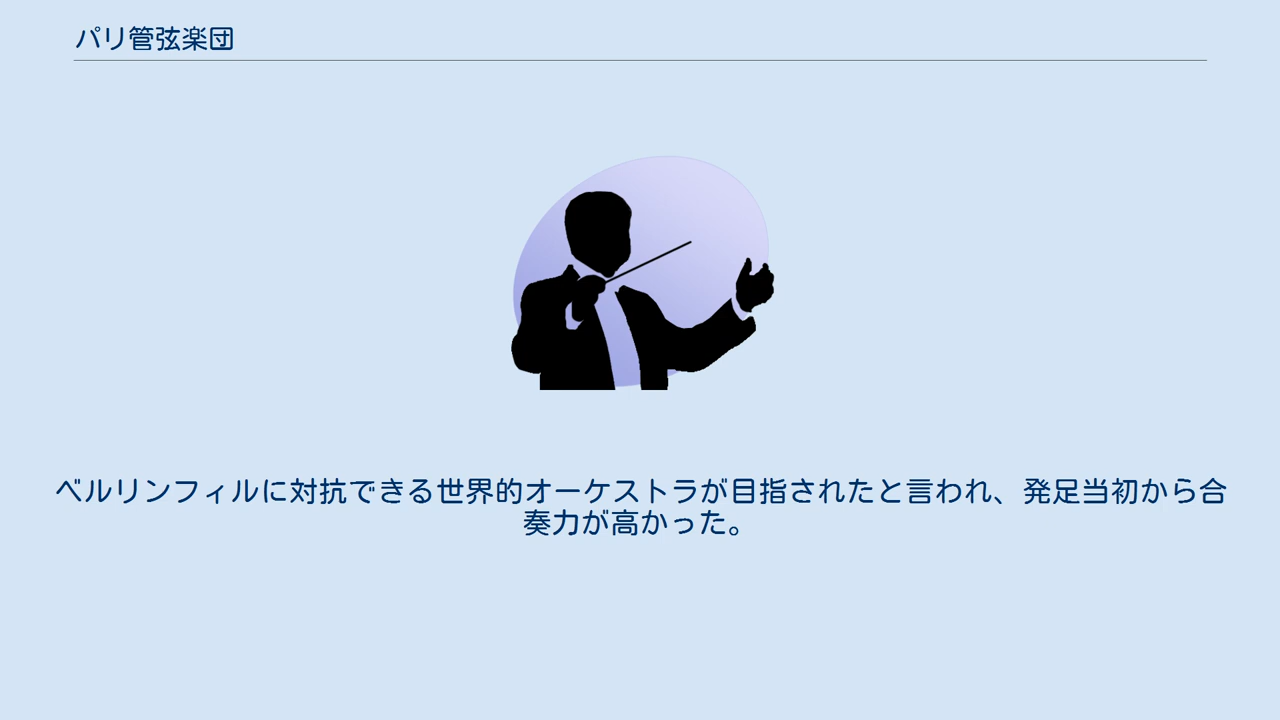 パリ管弦楽団
ベルリンフィルに対抗できる世界的オーケストラが目指されたと言われ、発足当初から合
奏力が高かった。